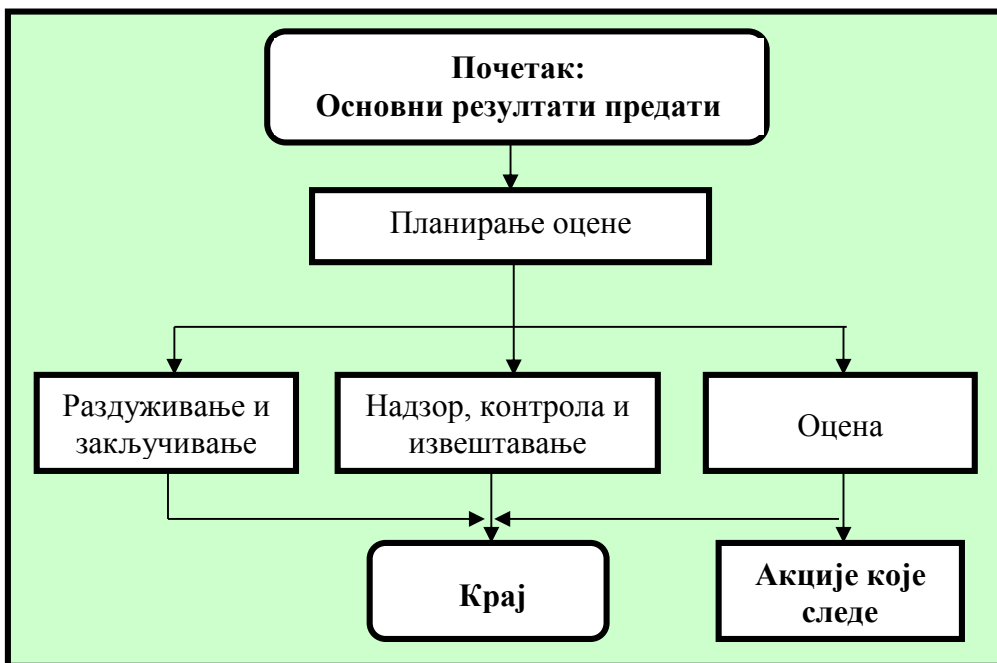 Почетак:
Основни резултати предати
Планирање оцене
Раздуживање и
закључивање
Надзор, контрола и
извештавање
Оцена
Крај
Акције које
следе